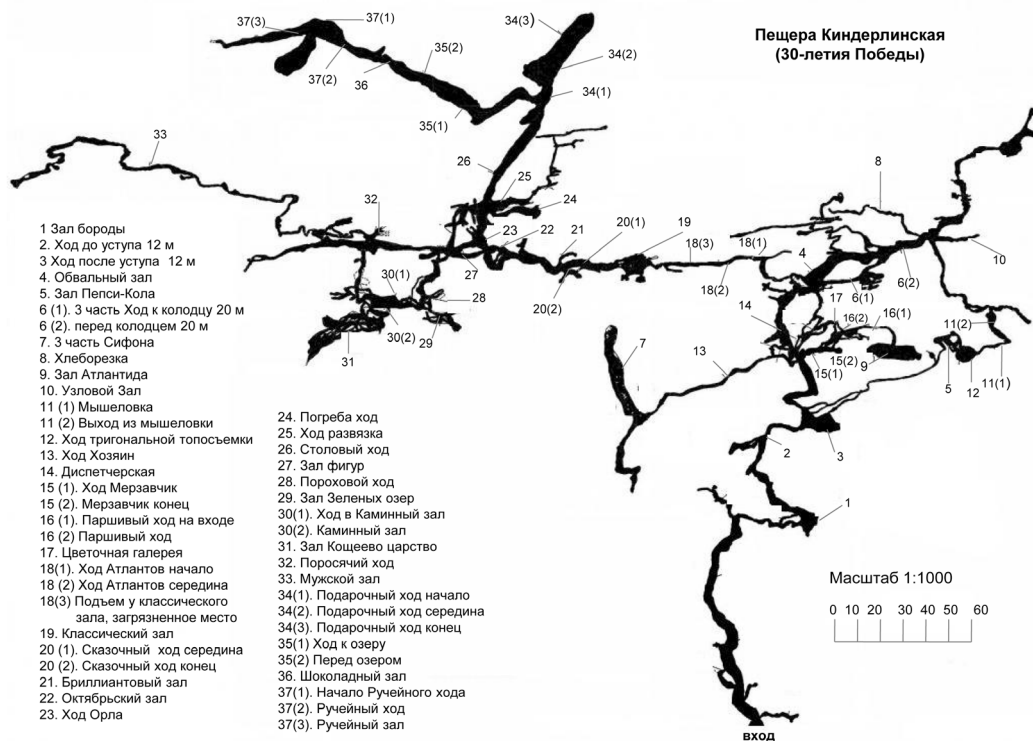 Пещера Киндерлинская
(30-летия Победы)
37(3)
37(1)
37(2)
36
35(2)
35(1)
34(3)
34(2)
34(1)
33
32
26
25
24
23
22
21
20(1)
20(2)
19
18(3)
18(1)
18(2)
27
28
29
30(1)
30(2)
31
8
10
4
6(2)
6(1)
17
16(2)
16(1)
14
15(2)
15(1)
9
11(2)
11(1)
5
12
7
13
2
3
1
1 Зал бороды
2. Ход до уступа 12 м
3 Ход после уступа 12 м
4. Обвальный зал
5. Зал Пепси-Кола
6 (1). 3 часть Ход к колодцу 20 м
6 (2). перед колодцем 20 м
7. 3 часть Сифона
8. Хлеборезка
9. Зал Атлантида
10. Узловой Зал
11 (1) Мышеловка
11 (2) Выход из мышеловки
12. Ход тригональной топосъемки
13. Ход Хозяин
14. Диспетчерская
15 (1). Ход Мерзавчик
15 (2). Мерзавчик конец
16 (1). Паршивый ход на входе
16 (2) Паршивый ход
17. Цветочная галерея
18(1). Ход Атлантов начало
18 (2) Ход Атлантов середина
18(3) Подъем у классического
зала, загрязненное место
19. Классический зал
20 (1). Сказочный ход середина
20 (2). Сказочный ход конец
21. Бриллиантовый зал
22. Октябрьский зал
23. Ход Орла
24. Погреба ход
25. Ход развязка
26. Столовый ход
27. Зал фигур
28. Пороховой ход
29. Зал Зеленых озер
30(1). Ход в Каминный зал
30(2). Каминный зал
31. Зал Кощеево царство
32. Поросячий ход
33. Мужской зал
34(1). Подарочный ход начало
34(2). Подарочный ход середина
34(3). Подарочный ход конец
35(1) Ход к озеру
35(2) Перед озером
36. Шоколадный зал
37(1). Начало Ручейного хода
37(2). Ручейный ход
37(3). Ручейный зал
Масштаб 1:1000
0 10 20 30 40 50 60
вход